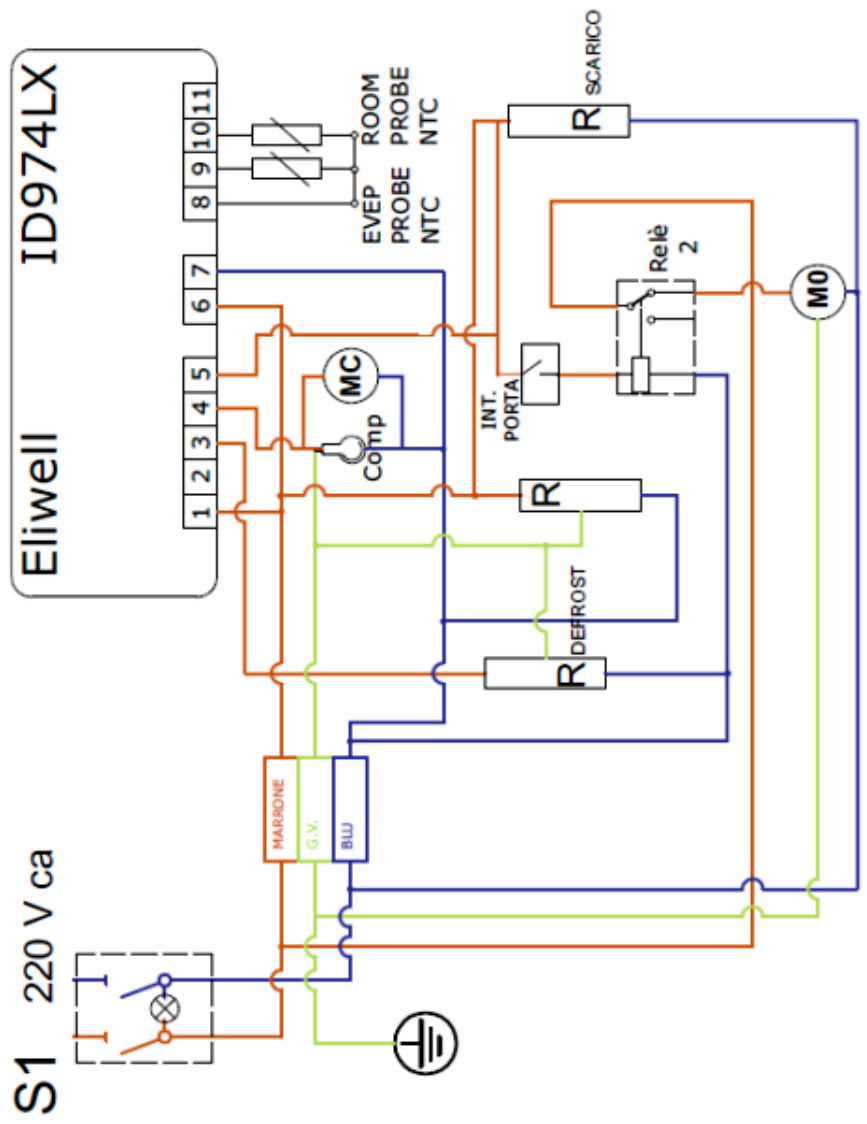 S1 220 V ca
Eliwell ID974LX
1 2 3 4 5 6 7 8 9 10 11
MARRONE
G.V.
BLU
MC
Comp
EVEP
PROBE
NTC
ROOM
PROBE
NTC
INT.
PORTA
R
R
DEFROST
R
SCARICO
Relè
2
M0